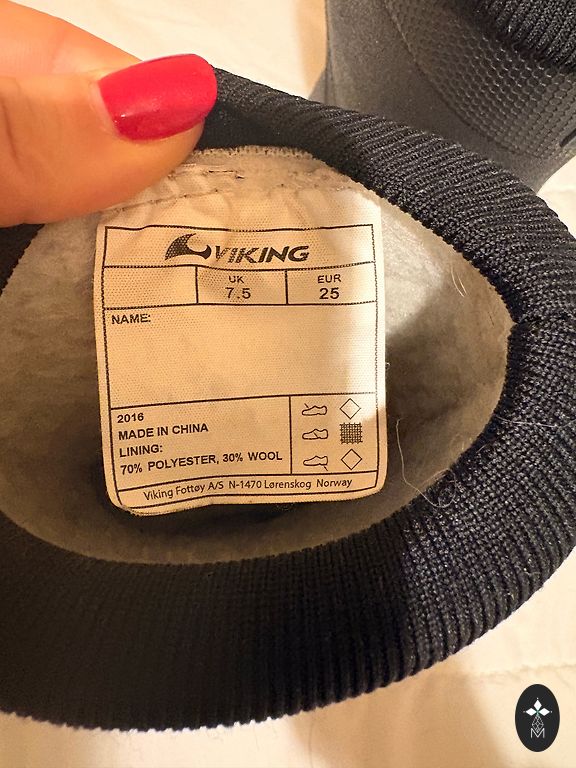 VIKING
UK EUR
7.5 25
NAME:
2016
MADE IN CHINA
LINING:
70% POLYESTER, 30% WOOL
Viking Fottøy A/S N-1470 Lørenskog Norway
M